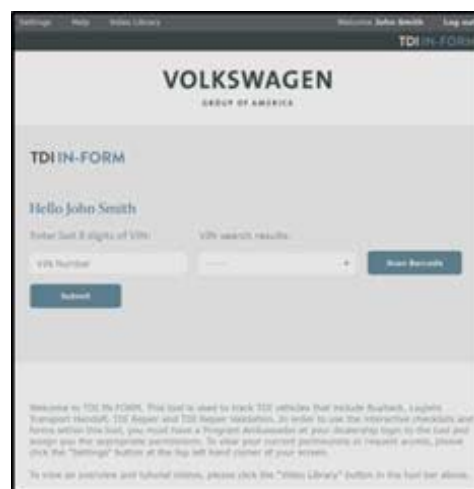 Settings Help Video Library Welcome John Smith Log out
TDI IN-FORM
VOLKSWAGEN
GROUP OF AMERICA
TDI IN-FORM
Hello John Smith
Enter last 8 digits of VIN: VIN search results:
VIN Number ----- Scan Barcode
Submit
Welcome to TDI IN-FORM. This tool is used to track TDI vehicles that include Buyback, Logistic
Transport Handoff, TDI Repair and TDI Repair Validation. In order to use the interactive checklists and
forms within this tool, you must have a Program Ambassador at your dealership login to the tool and
assign you the appropriate permissions. To view your current permissions or request access, please
click the "Settings" button at the top left hand corner of your screen.
To view an overview and tutorial videos, please click the "Video Library" button in the tool bar above.